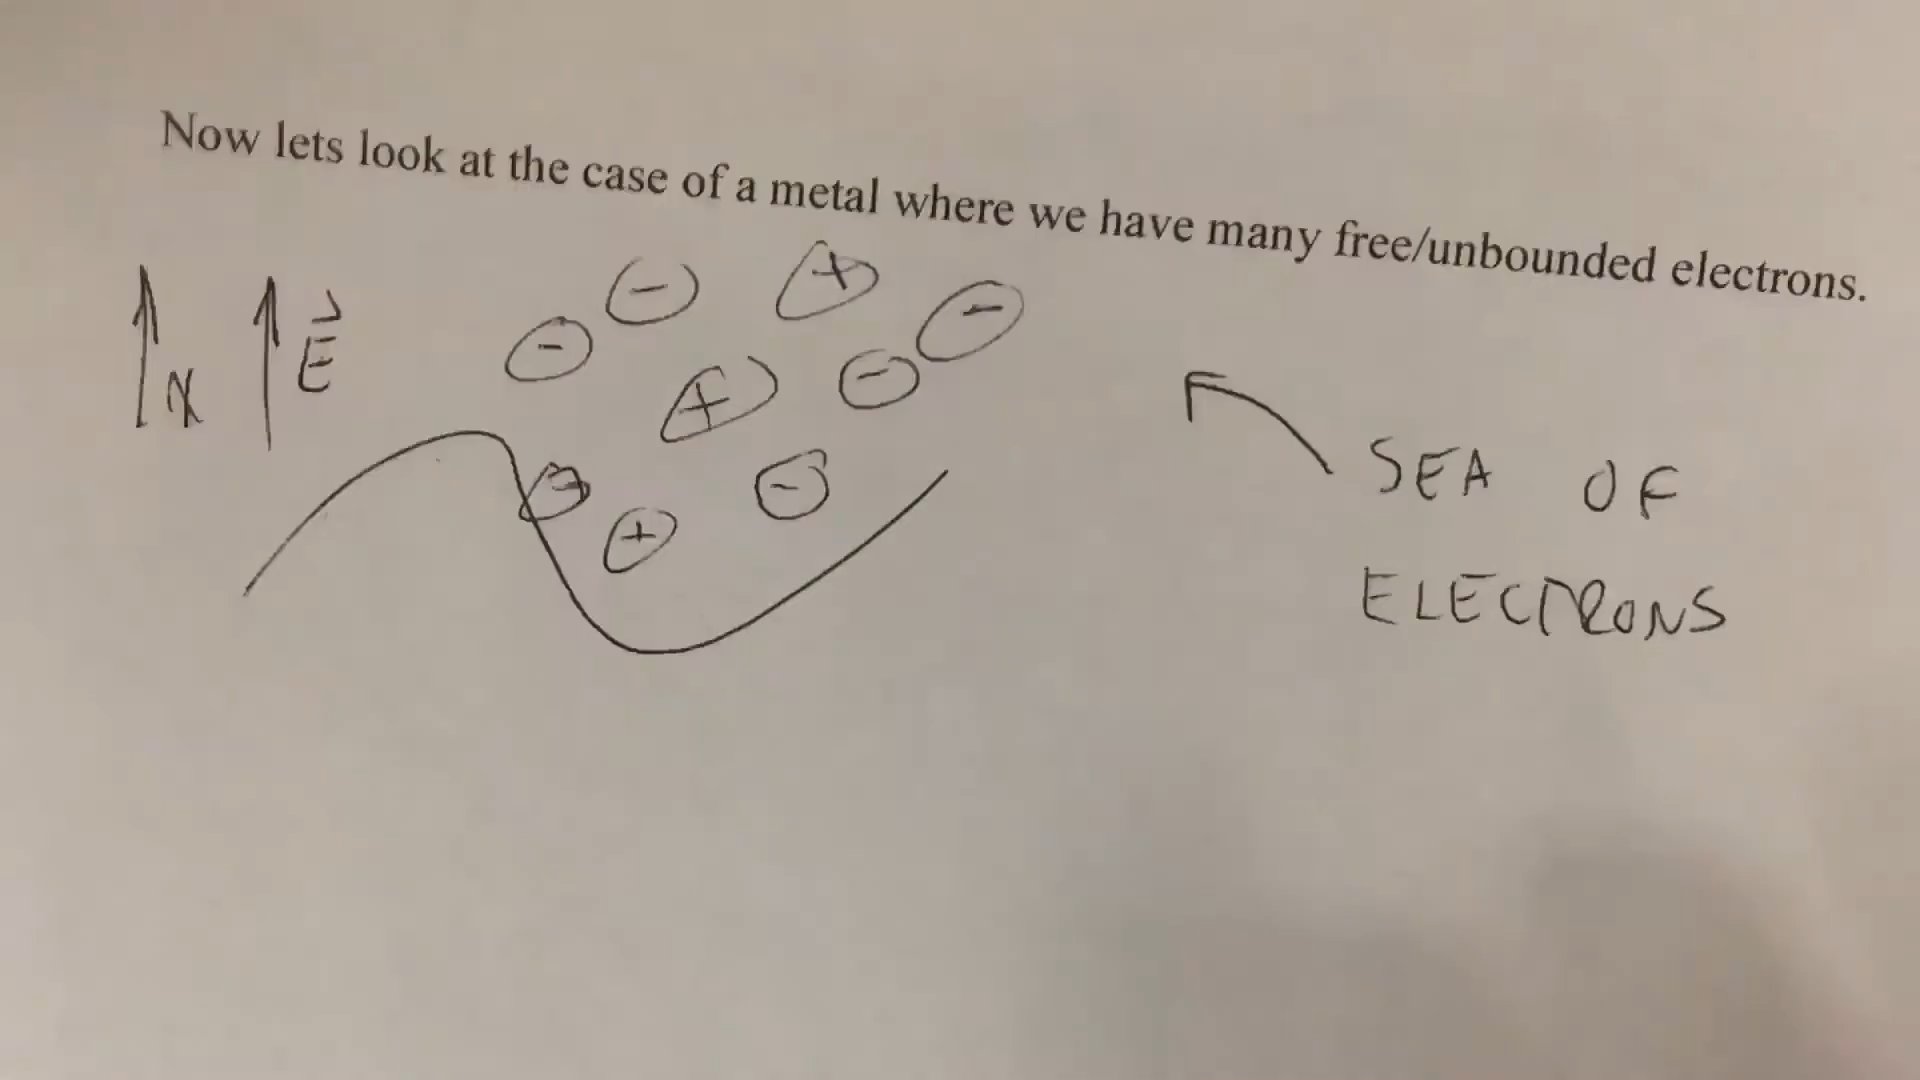 Now lets look at the case of a metal where we have many free/unbounded electrons.
x E⃗
- + -
- + -
- + -
SEA OF
ELECTRONS